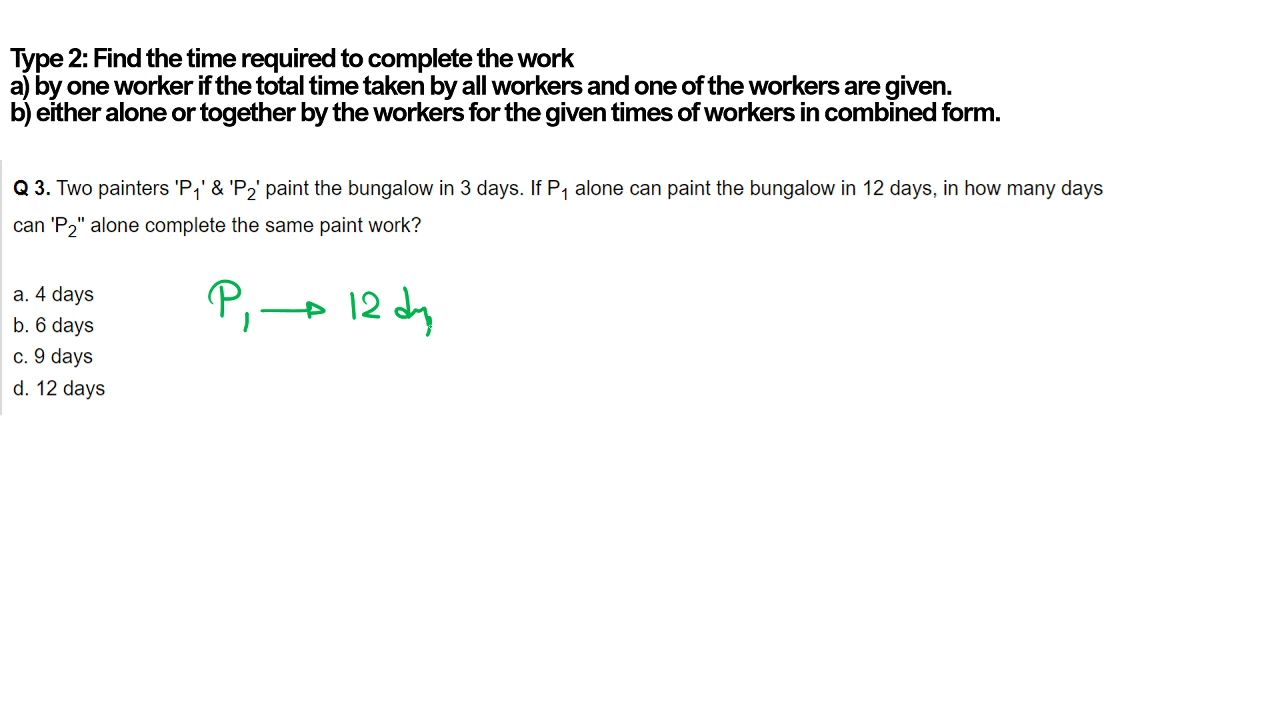 Type 2: Find the time required to complete the work
a) by one worker if the total time taken by all workers and one of the workers are given.
b) either alone or together by the workers for the given times of workers in combined form.
Q 3. Two painters 'P₁' & 'P₂' paint the bungalow in 3 days. If P₁ alone can paint the bungalow in 12 days, in how many days
can 'P₂" alone complete the same paint work?
a. 4 days
b. 6 days
c. 9 days
d. 12 days
P₁ → 12 dy